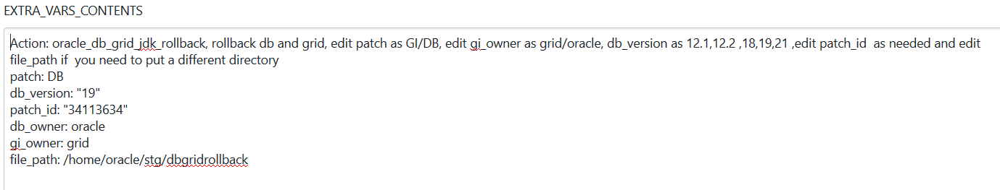 EXTRA_VARS_CONTENTS
Action: oracle_db_grid_jdk_rollback, rollback db and grid, edit patch as GI/DB, edit gi_owner as grid/oracle, db_version as 12.1,12.2 ,18,19,21 ,edit patch_id  as needed and edit
file_path if  you need to put a different directory
patch: DB
db_version: "19"
patch_id: "34113634"
db_owner: oracle
gi_owner: grid
file_path: /home/oracle/stg/dbgridrollback